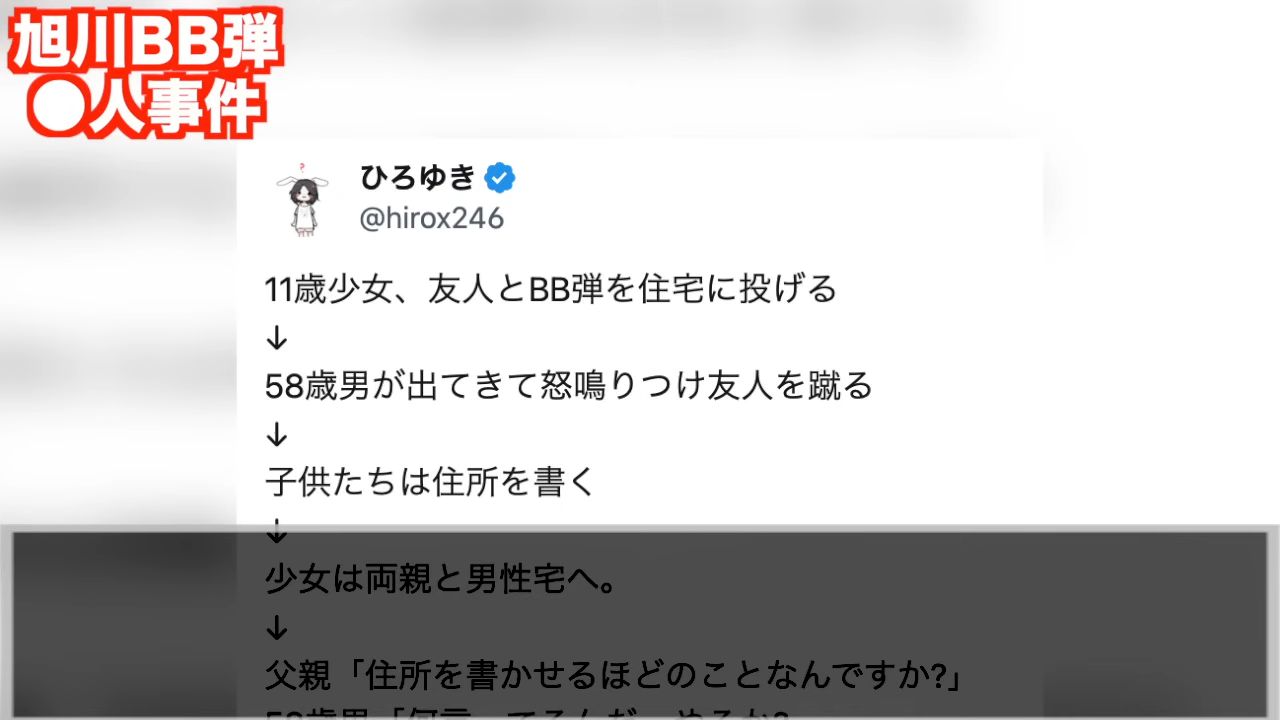 旭川BB弾
●人事件
ひろゆき
@hirox246
11歳少女、友人とBB弾を住宅に投げる
↓
58歳男が出てきて怒鳴りつけ友人を蹴る
↓
子供たちは住所を書く
↓
少女は両親と男性宅へ。
↓
父親「住所を書かせるほどのことなんですか?」